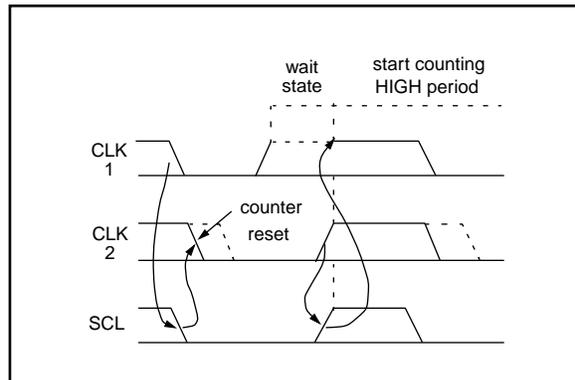 wait
state
start counting
HIGH period
CLK
1
counter
reset
CLK
2
SCL